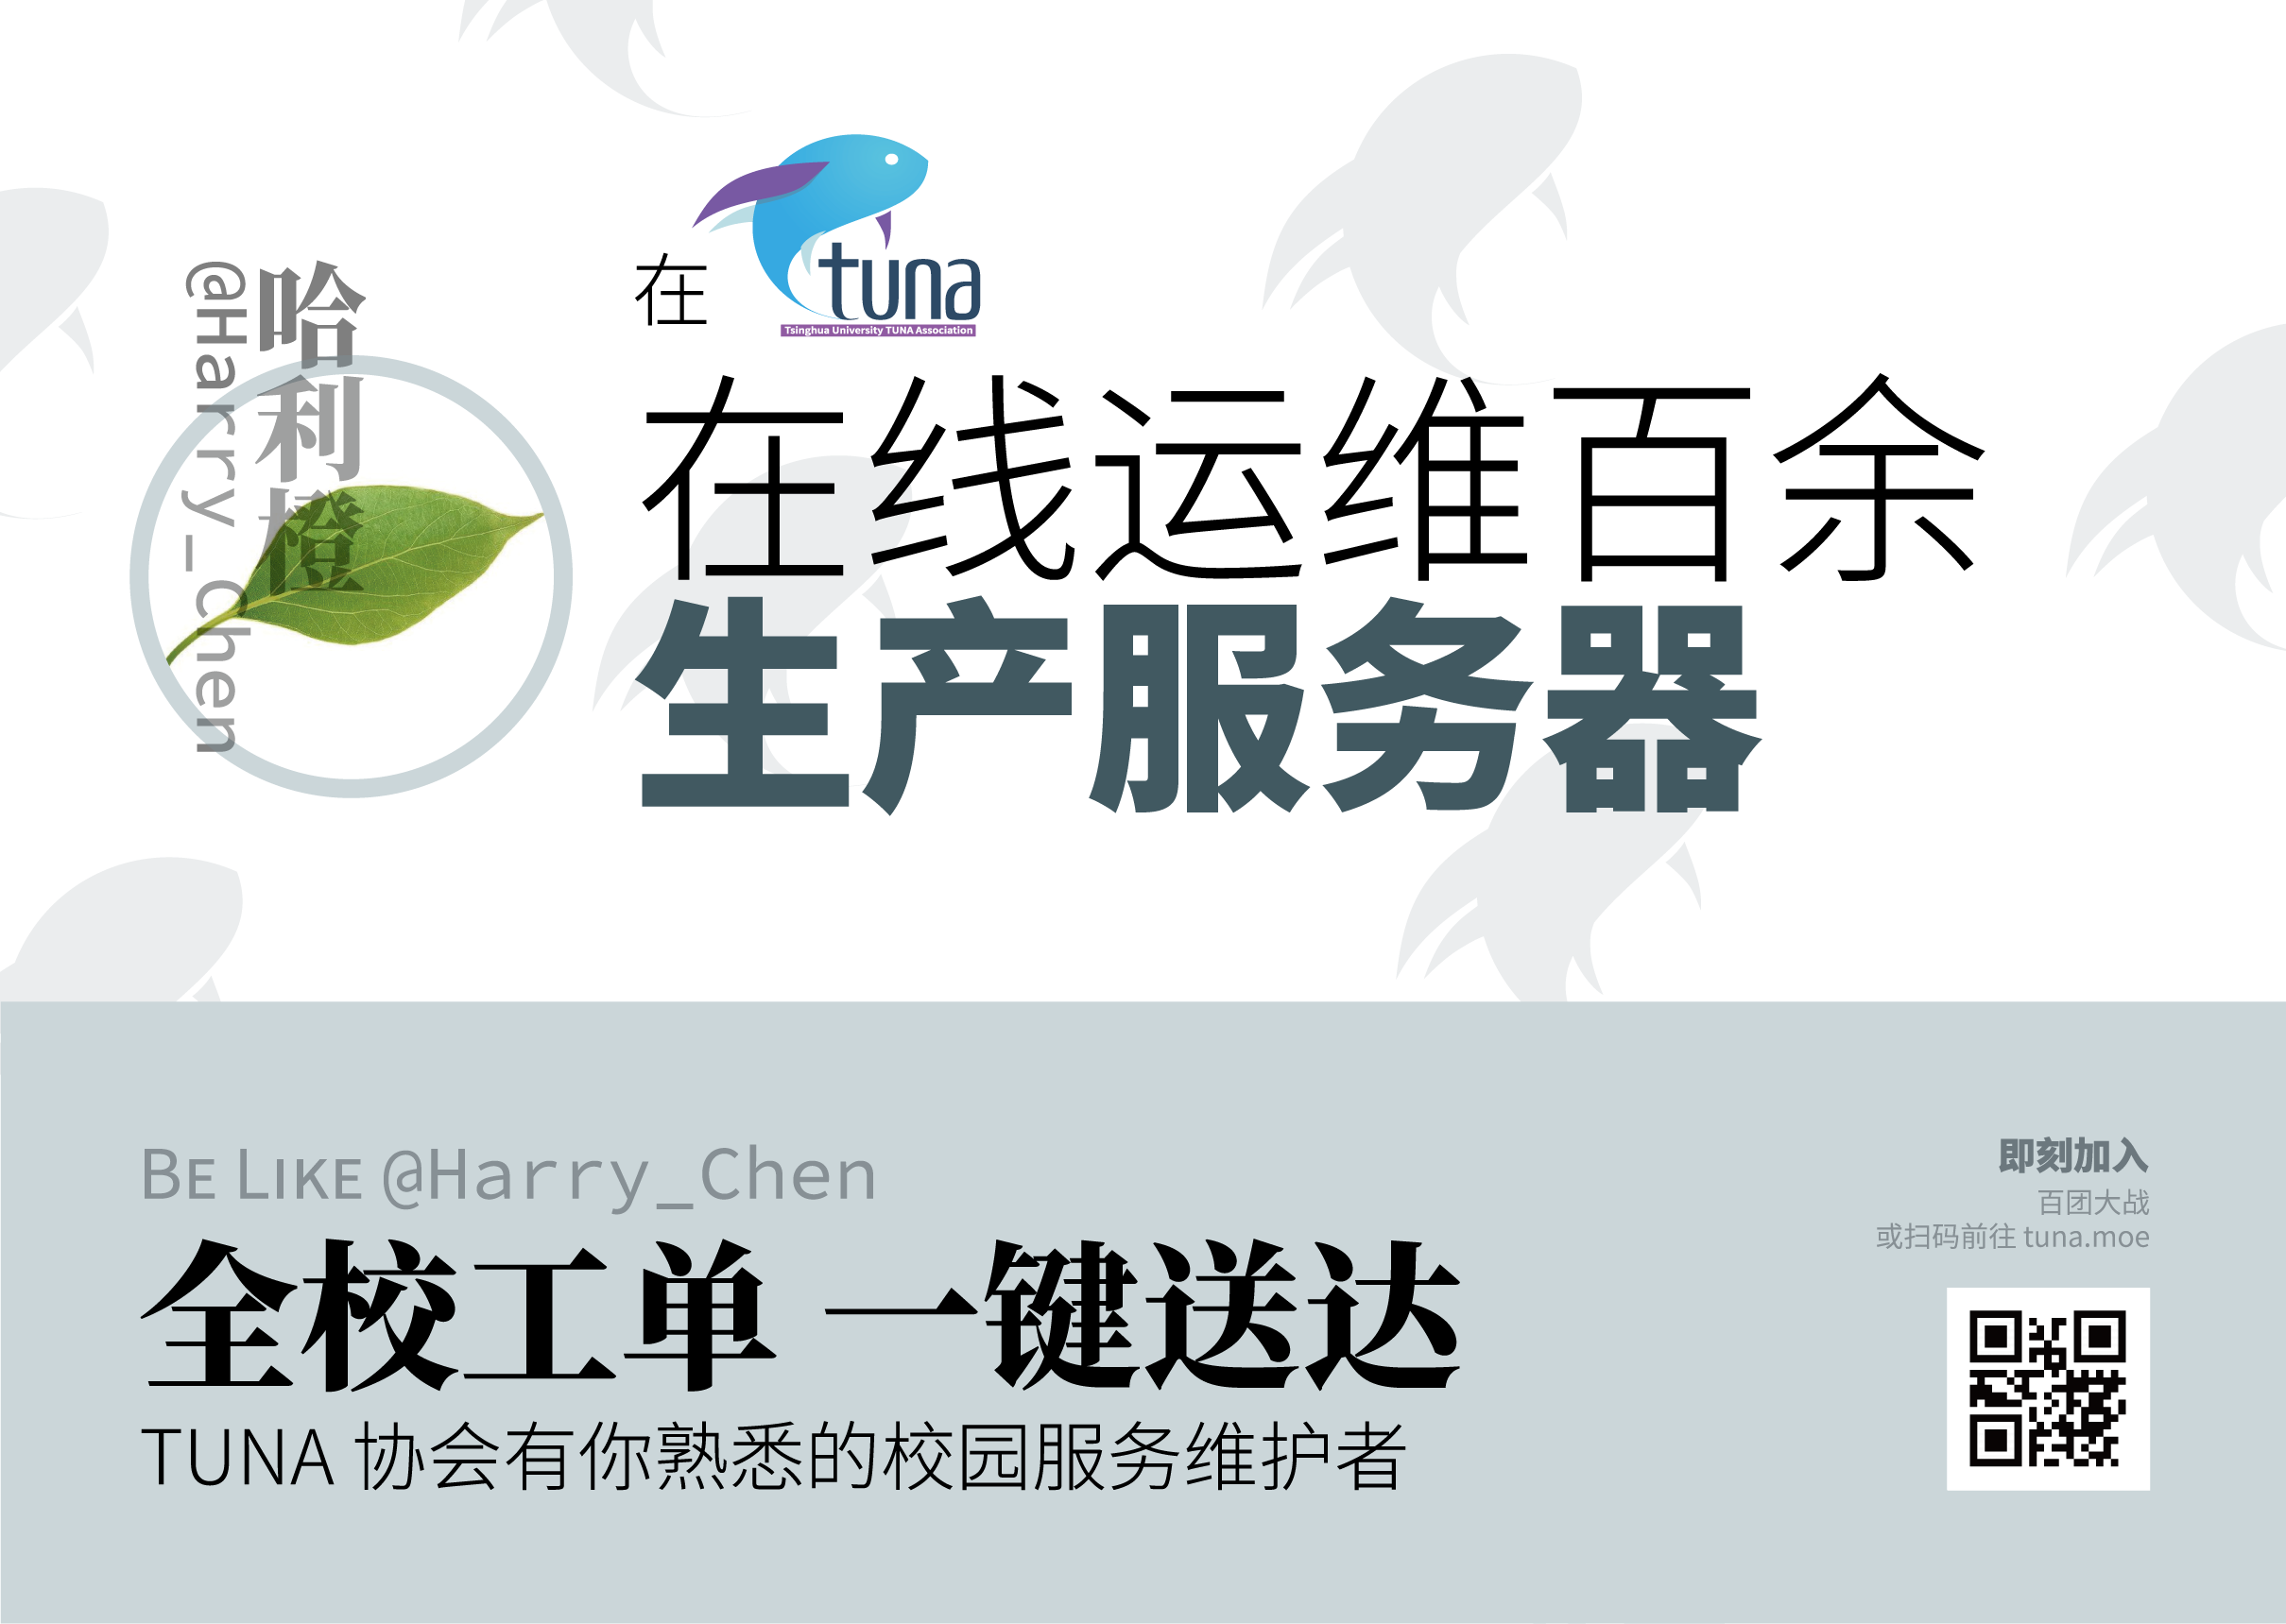 哈利橙
@Harry_Chen
在 tuna
Tsinghua University TUNA Association
在线运维百余
生产服务器
BE LIKE @Harry_Chen
全校工单 一键送达
TUNA 协会有你熟悉的校园服务维护者
即刻加入
百团大战
或扫码前往 tuna.moe